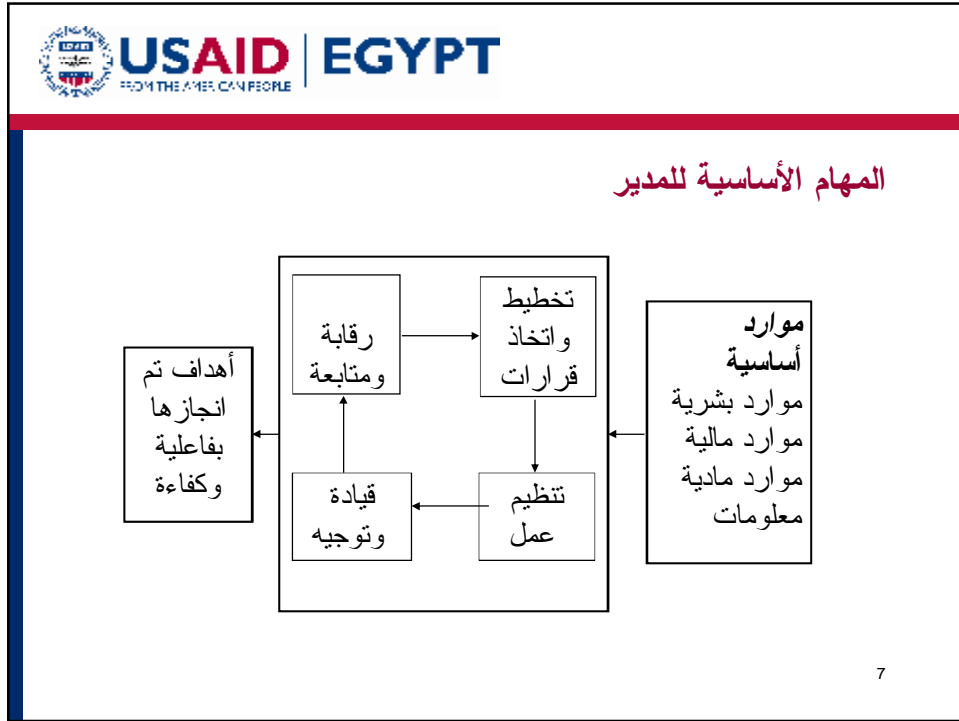 USAID | EGYPT
FROM THE AMERICAN PEOPLE
المهام الأساسية للمدير
موارد
أساسية
موارد بشرية
موارد مالية
موارد مادية
معلومات
تخطيط
واتخاذ
قرارات
تنظيم
عمل
قيادة
وتوجيه
رقابة
ومتابعة
أهداف تم
انجازها
بفاعلية
وكفاءة
7